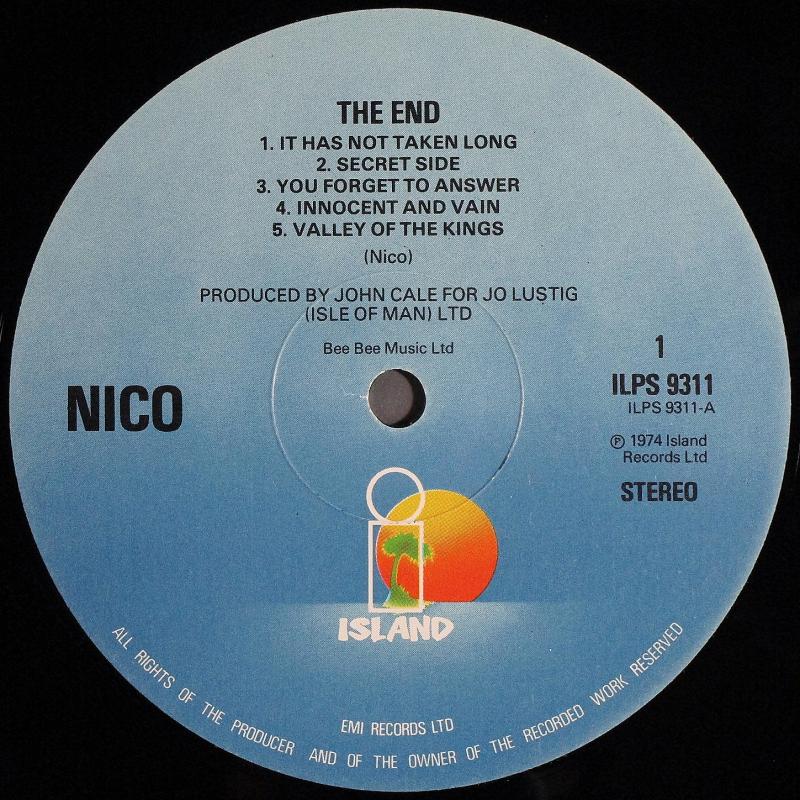 THE END
1. IT HAS NOT TAKEN LONG
2. SECRET SIDE
3. YOU FORGET TO ANSWER
4. INNOCENT AND VAIN
5. VALLEY OF THE KINGS
(Nico)
PRODUCED BY JOHN CALE FOR JO LUSTIG
(ISLE OF MAN) LTD
Bee Bee Music Ltd
NICO
1
ILPS 9311
ILPS 9311-A
℗ 1974 Island
Records Ltd
STEREO
ISLAND
EMI RECORDS LTD
ALL RIGHTS OF THE PRODUCER AND OF THE OWNER OF THE RECORDED WORK RESERVED